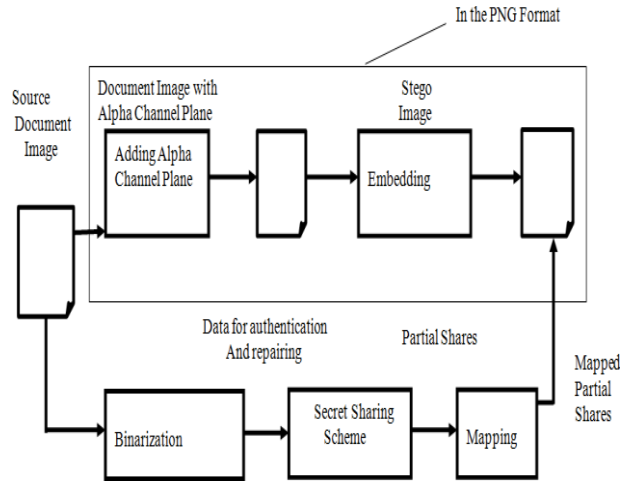 In the PNG Format
Source
Document
Image
Document Image with
Alpha Channel Plane
Stego
Image
Adding Alpha
Channel Plane
Embedding
Data for authentication
And repairing
Partial Shares
Mapped
Partial
Shares
Binarization
Secret Sharing
Scheme
Mapping